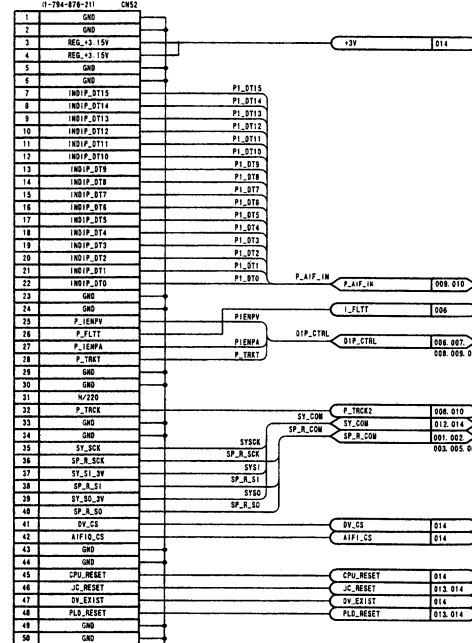 (1-794-876-21) CN52
1 GND
2 GND
3 REG_+3.15V +3V 014
4 REG_+3.15V
5 GND
6 GND
7 INDIP_DT15 P1_DT15
8 INDIP_DT14 P1_DT14
9 INDIP_DT13 P1_DT13
10 INDIP_DT12 P1_DT12
11 INDIP_DT11 P1_DT11
12 INDIP_DT10 P1_DT10
13 INDIP_DT9 P1_DT9
14 INDIP_DT8 P1_DT8
15 INDIP_DT7 P1_DT7
16 INDIP_DT6 P1_DT6
17 INDIP_DT5 P1_DT5
18 INDIP_DT4 P1_DT4
19 INDIP_DT3 P1_DT3
20 INDIP_DT2 P1_DT2
21 INDIP_DT1 P1_DT1
22 INDIP_DT0 P1_DT0 P_AIF_IN P_AIF_IN 009.010
23 GND
24 GND I_FLTT 006
25 P_IENPV PIENPV
26 P_FLTT DIP_CTRL DIP_CTRL 006.007.
27 P_IENPA PIENPA
28 P_TRKT P_TRKT 008.009.0
29 GND
30 GND
31 H/220
32 P_TRCK P_TRCK2 008.010
33 GND SY_COM SY_COM 012.014
34 GND SP_R_COM SP_R_COM 001.002
35 SY_SCK SYSCK 003.005.0
36 SP_R_SCK SP_R_SCK
37 SY_SI_3V SYSI
38 SP_R_SI SP_R_SI
39 SY_SO_3V SYSO
40 SP_R_SO SP_R_SO
41 DV_CS DV_CS 014
42 AIFIO_CS AIFI_CS 014
43 GND
44 GND
45 CPU_RESET CPU_RESET 014
46 JC_RESET JC_RESET 013.014
47 DV_EXIST DV_EXIST 014
48 PLD_RESET PLD_RESET 013.014
49 GND
50 GND